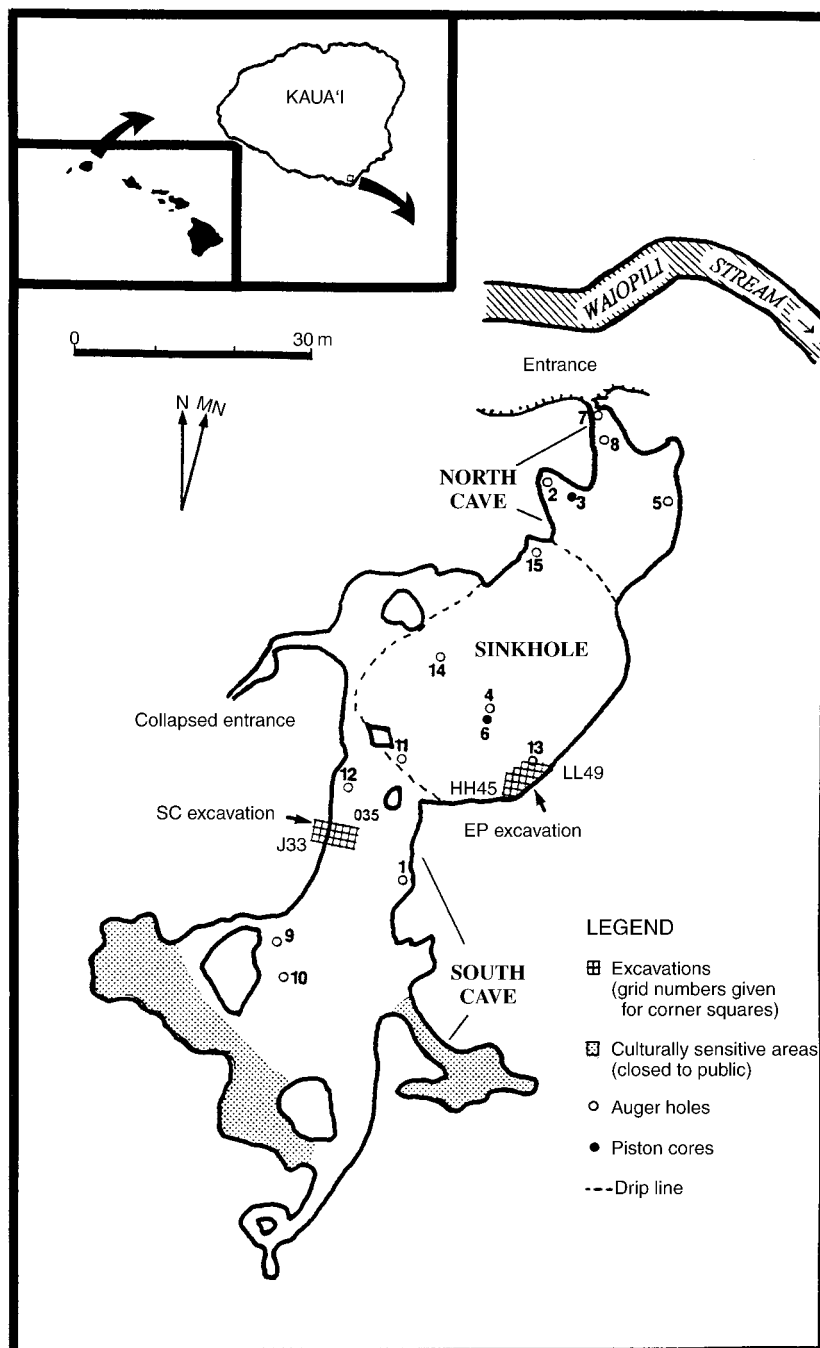 KAUA'I
WAIOPILI STREAM
0 30 m
Entrance
N MN
7
8
NORTH
CAVE
2
3
5
15
SINKHOLE
14
4
6
Collapsed entrance
11
13
12
HH45
LL49
SC excavation
035
EP excavation
J33
1
LEGEND
9
10
SOUTH
CAVE
Excavations
(grid numbers given
for corner squares)
Culturally sensitive areas
(closed to public)
Auger holes
Piston cores
Drip line